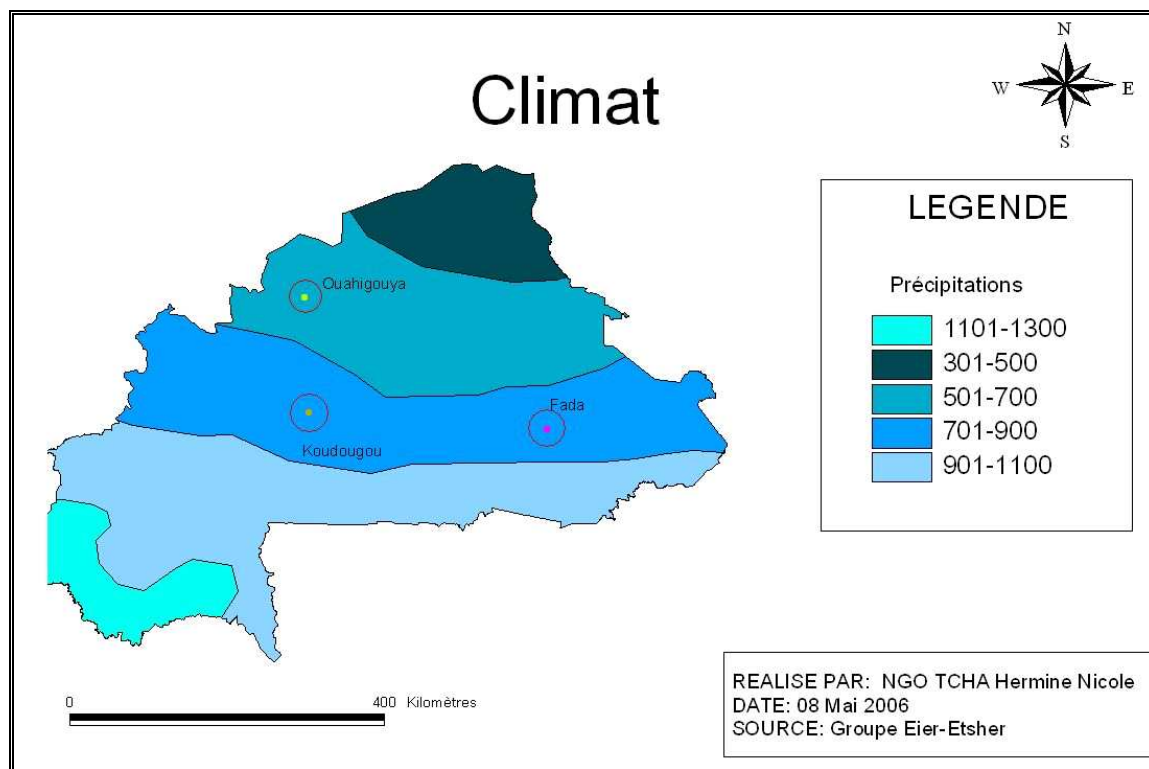 Climat
N
W
E
S
LEGENDE
Précipitations
1101-1300
301-500
501-700
701-900
901-1100
Ouahigouya
Fada
Koudougou
0
400 Kilomètres
REALISE PAR: NGO TCHA Hermine Nicole
DATE: 08 Mai 2006
SOURCE: Groupe Eier-Etsher